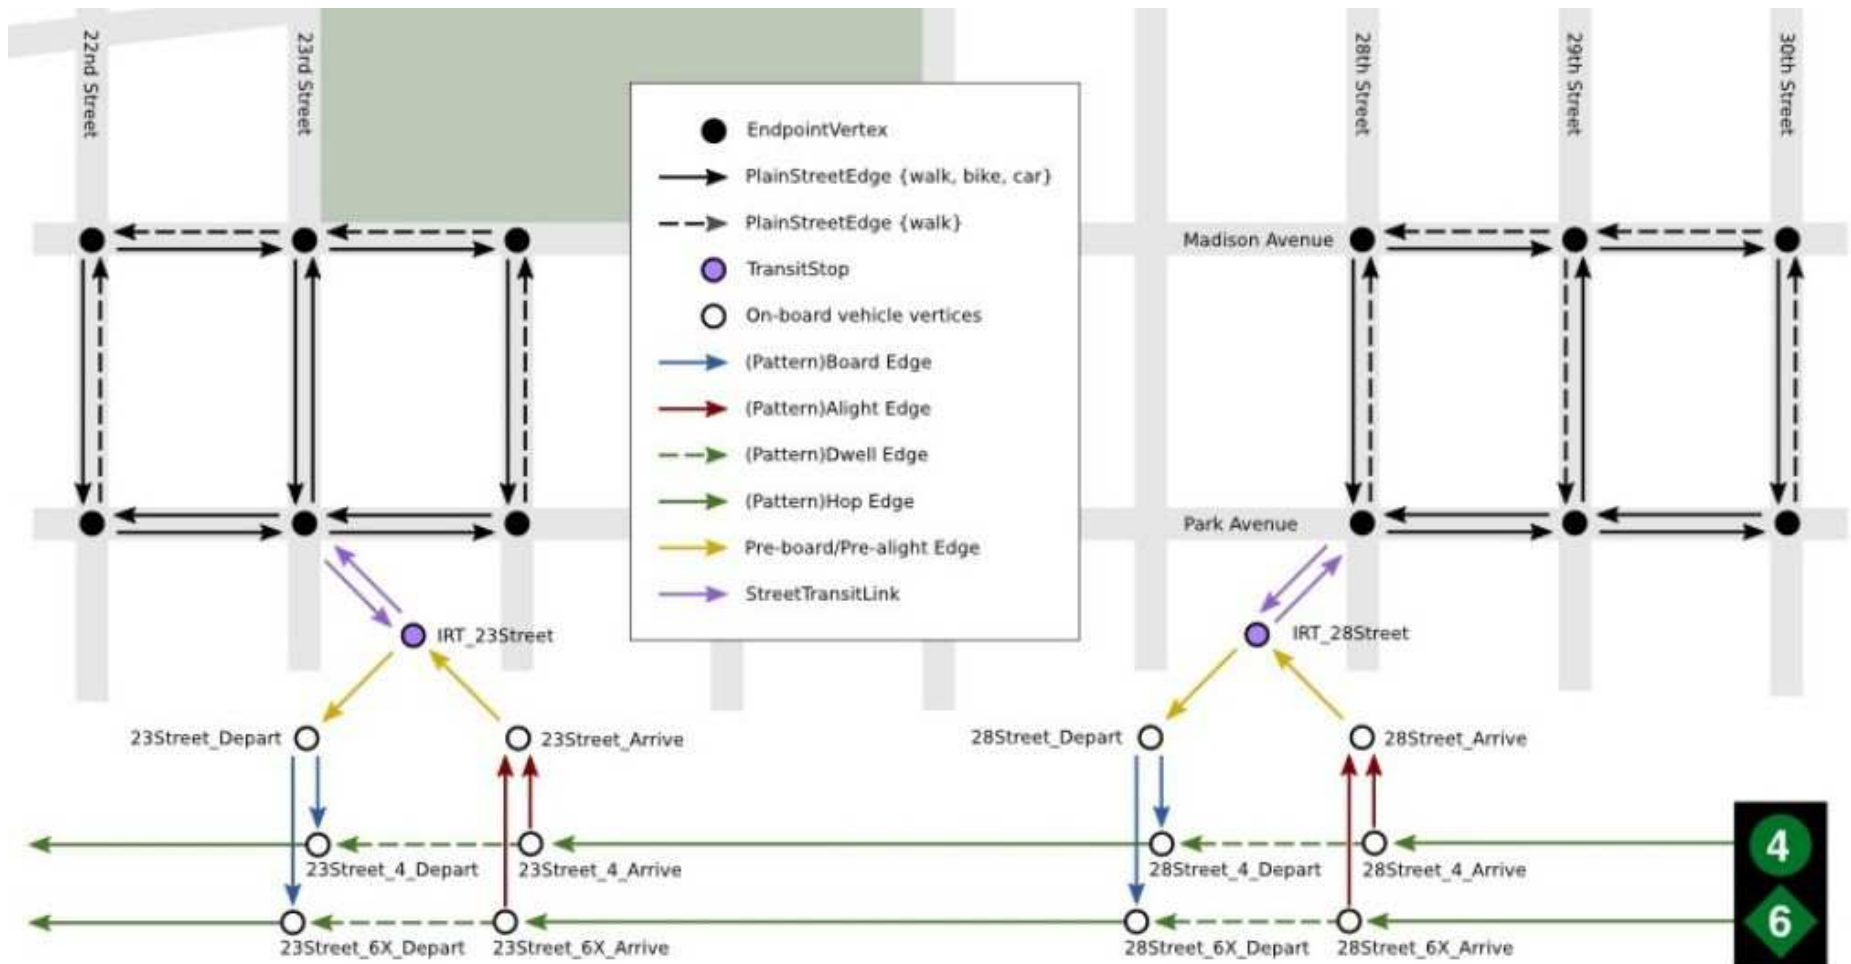 22nd Street
23rd Street
28th Street
29th Street
30th Street
EndpointVertex
PlainStreetEdge {walk, bike, car}
PlainStreetEdge {walk}
TransitStop
On-board vehicle vertices
(Pattern)Board Edge
(Pattern)Alight Edge
(Pattern)Dwell Edge
(Pattern)Hop Edge
Pre-board/Pre-alight Edge
StreetTransitLink
Madison Avenue
Park Avenue
IRT_23Street
IRT_28Street
23Street_Depart
23Street_Arrive
28Street_Depart
28Street_Arrive
4
23Street_4_Depart
23Street_4_Arrive
28Street_4_Depart
28Street_4_Arrive
6
23Street_6X_Depart
23Street_6X_Arrive
28Street_6X_Depart
28Street_6X_Arrive